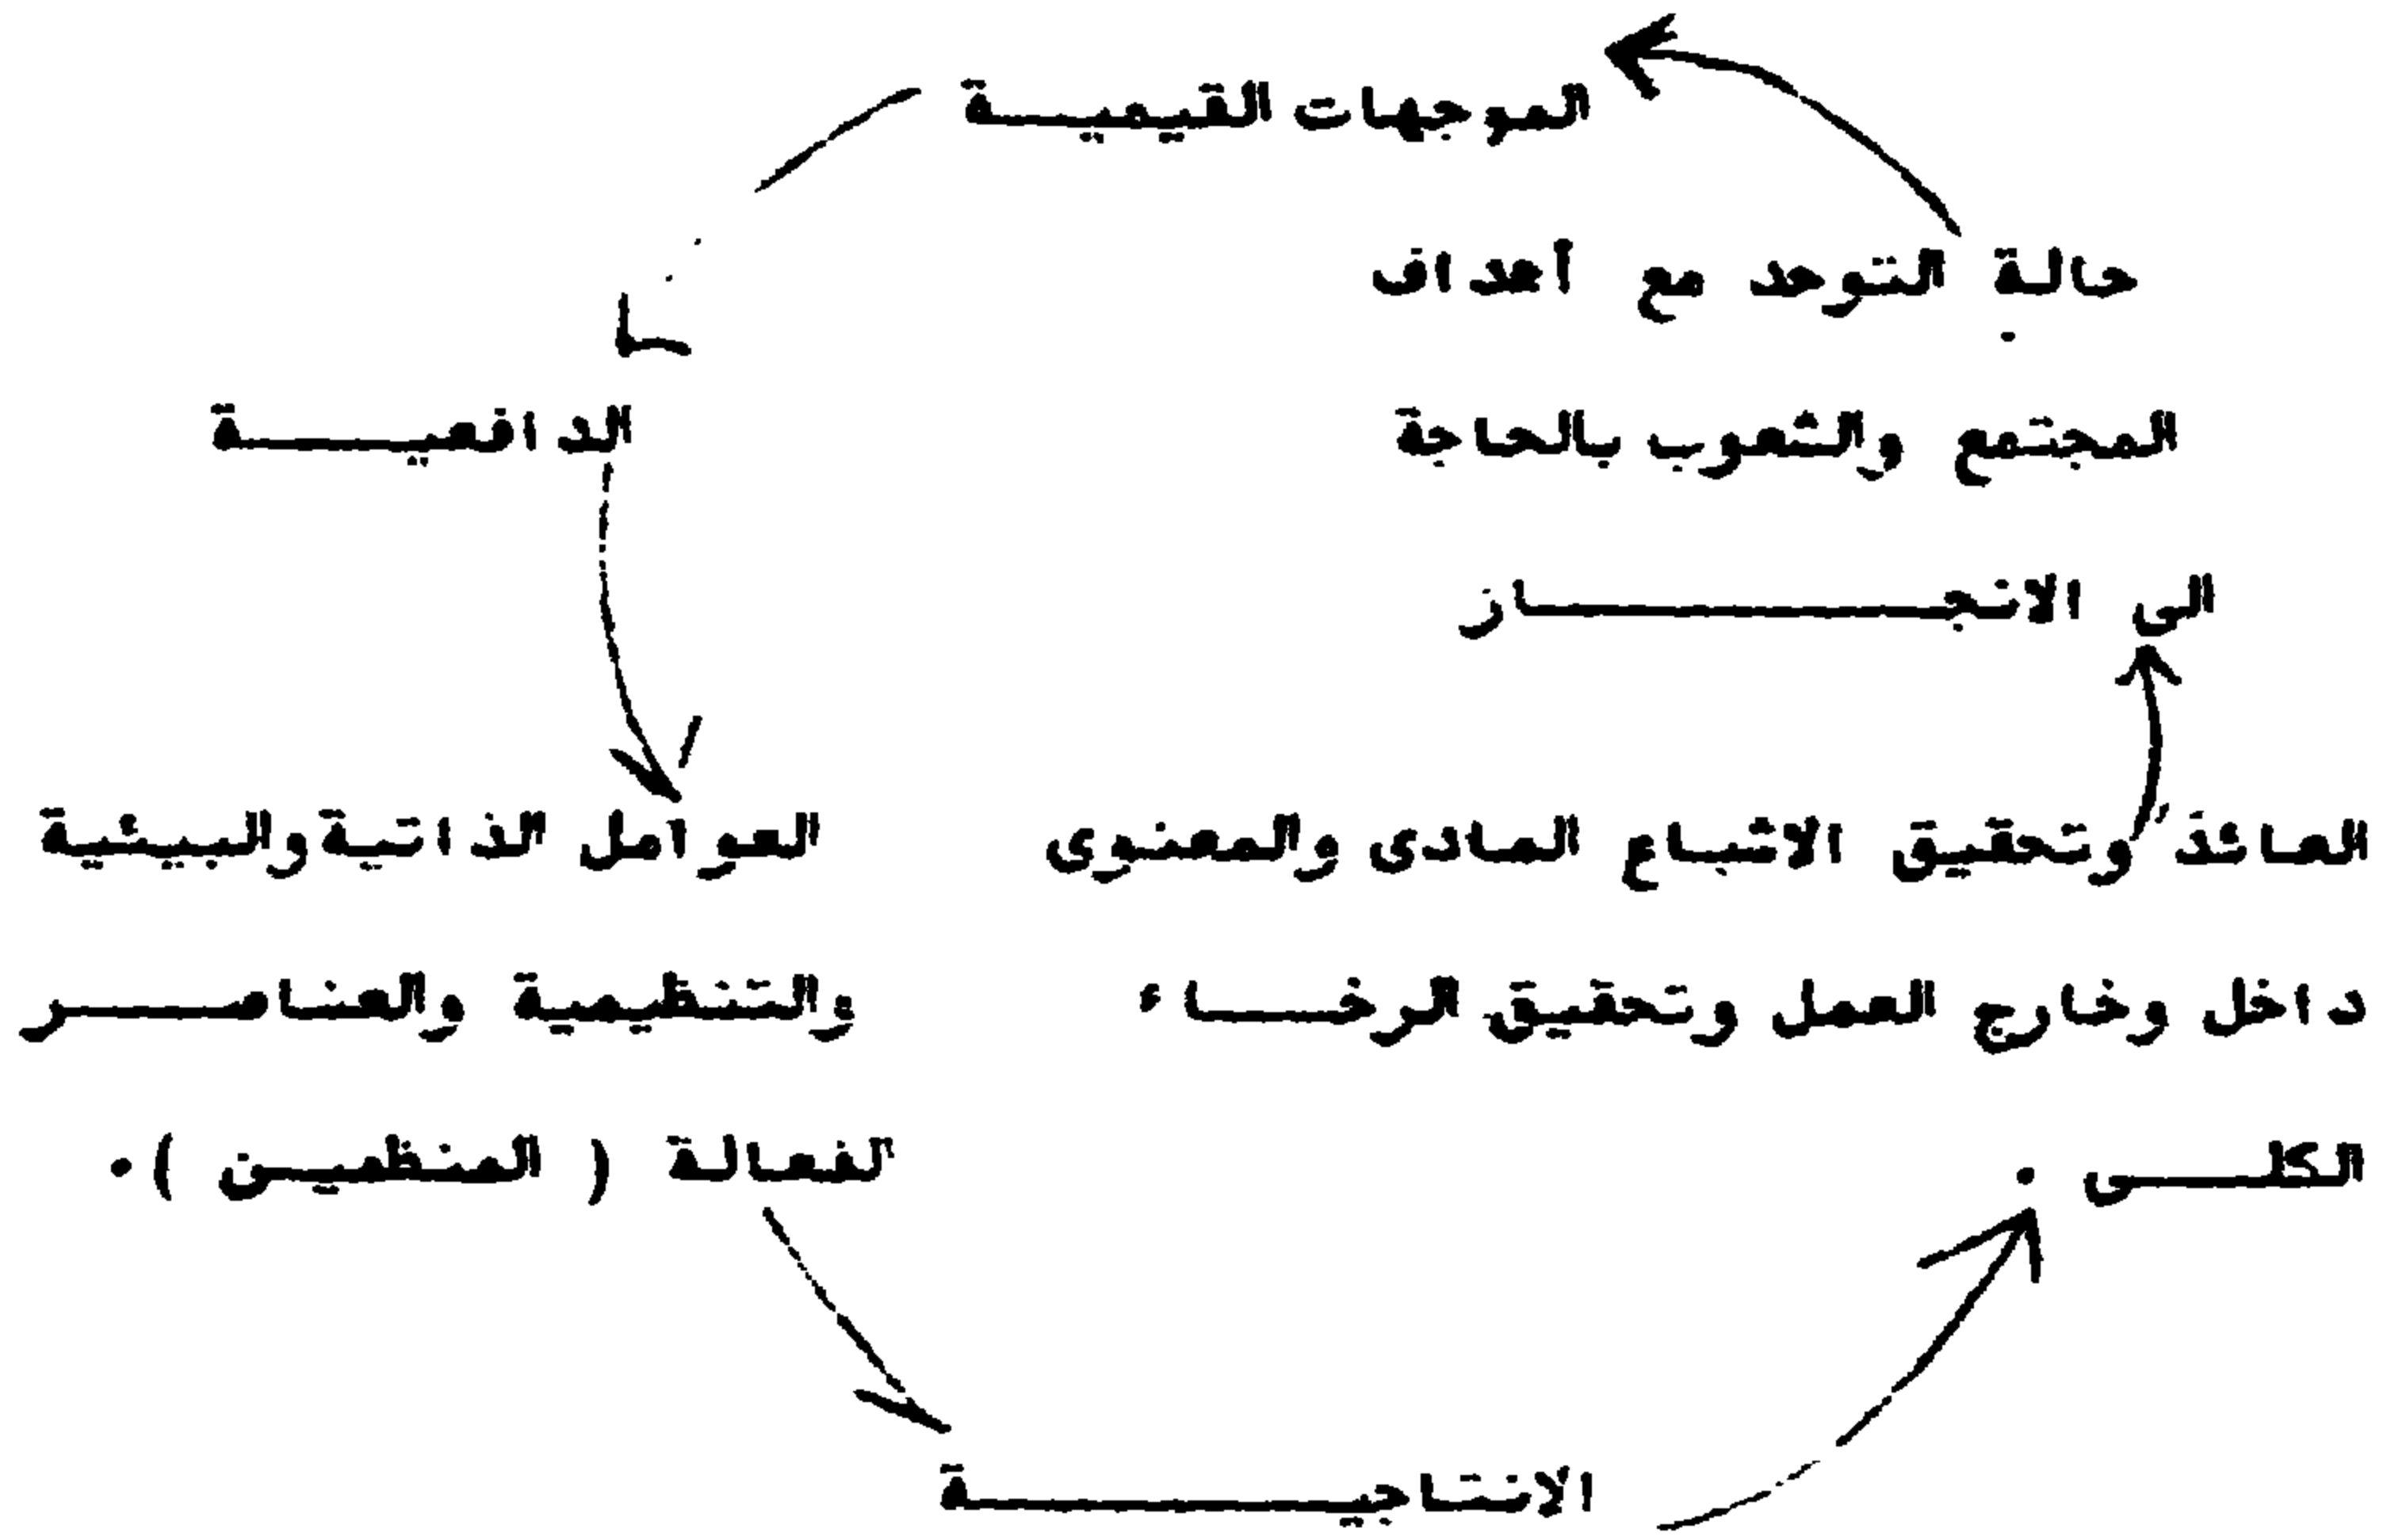 الموجهات القيمية
حالة التوحد مع أهداف
المجتمع والشعوب بالحاجة
الى الانجاز
الدافعية
العائد وتحقيق الاشباع المادى والمعنوى
داخل وخارج العمل وتحقيق الرخاء
الكلى .
العوامل الذاتية والبيئية
والتنظيمية والعناصر
لفعالة ( المنظمين ) .
الانتاجية